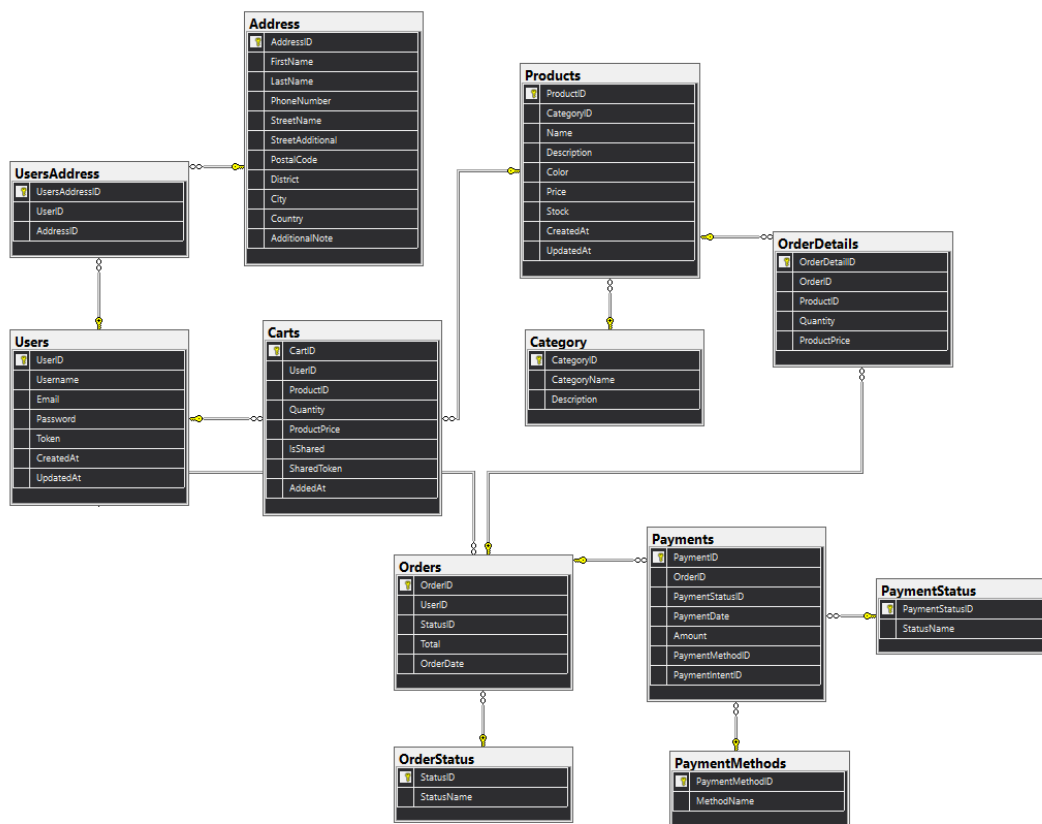 Address
AddressID
FirstName
LastName
PhoneNumber
StreetName
StreetAdditional
PostalCode
District
City
Country
AdditionalNote
Products
ProductID
CategoryID
Name
Description
Color
Price
Stock
CreatedAt
UpdatedAt
UsersAddress
UsersAddressID
UserID
AddressID
OrderDetails
OrderDetailID
OrderID
ProductID
Quantity
ProductPrice
Users
UserID
Username
Email
Password
Token
CreatedAt
UpdatedAt
Carts
CartID
UserID
ProductID
Quantity
ProductPrice
IsShared
SharedToken
AddedAt
Category
CategoryID
CategoryName
Description
Orders
OrderID
UserID
StatusID
Total
OrderDate
Payments
PaymentID
OrderID
PaymentStatusID
PaymentDate
Amount
PaymentMethodID
PaymentIntentID
PaymentStatus
PaymentStatusID
StatusName
OrderStatus
StatusID
StatusName
PaymentMethods
PaymentMethodID
MethodName